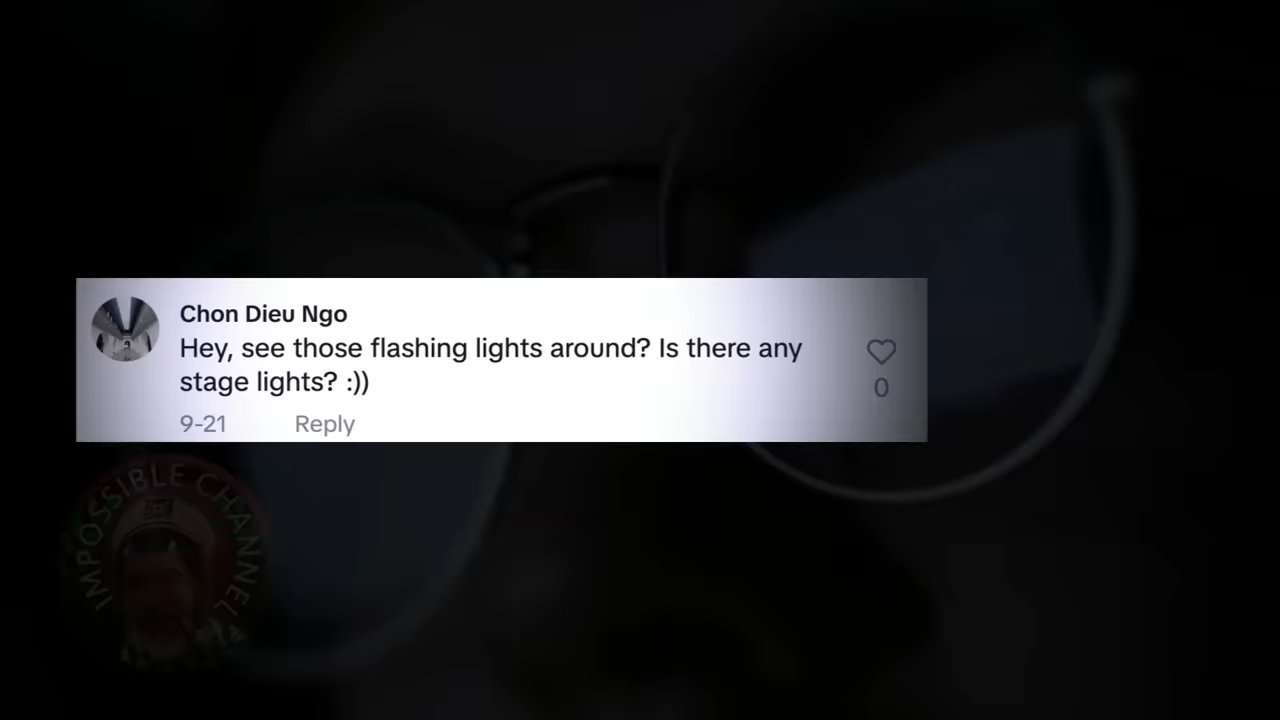 Chon Dieu Ngo
Hey, see those flashing lights around? Is there any
stage lights? :))
0
9-21 Reply
IMPOSSIBLE CHANNEL